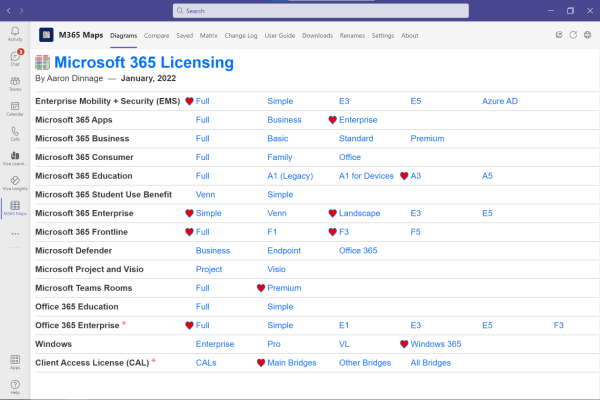 Search
Activity
Chat
3
Teams
Calendar
Calls
Viva Learni...
Viva Insights
M365 Maps
Apps
Help
M365 Maps Diagrams Compare Saved Matrix Change Log User Guide Downloads Renames Settings About
Microsoft 365 Licensing
By Aaron Dinnage — January, 2022
Enterprise Mobility + Security (EMS) Full Simple E3 E5 Azure AD
Microsoft 365 Apps Full Business Enterprise
Microsoft 365 Business Full Basic Standard Premium
Microsoft 365 Consumer Full Family Office
Microsoft 365 Education Full A1 (Legacy) A1 for Devices A3 A5
Microsoft 365 Student Use Benefit Venn Simple
Microsoft 365 Enterprise Simple Venn Landscape E3 E5
Microsoft 365 Frontline Full F1 F3 F5
Microsoft Defender Business Endpoint Office 365
Microsoft Project and Visio Project Visio
Microsoft Teams Rooms Full Premium
Office 365 Education Full Simple
Office 365 Enterprise * Full Simple E1 E3 E5 F3
Windows Enterprise Pro VL Windows 365
Client Access License (CAL) * CALs Main Bridges Other Bridges All Bridges